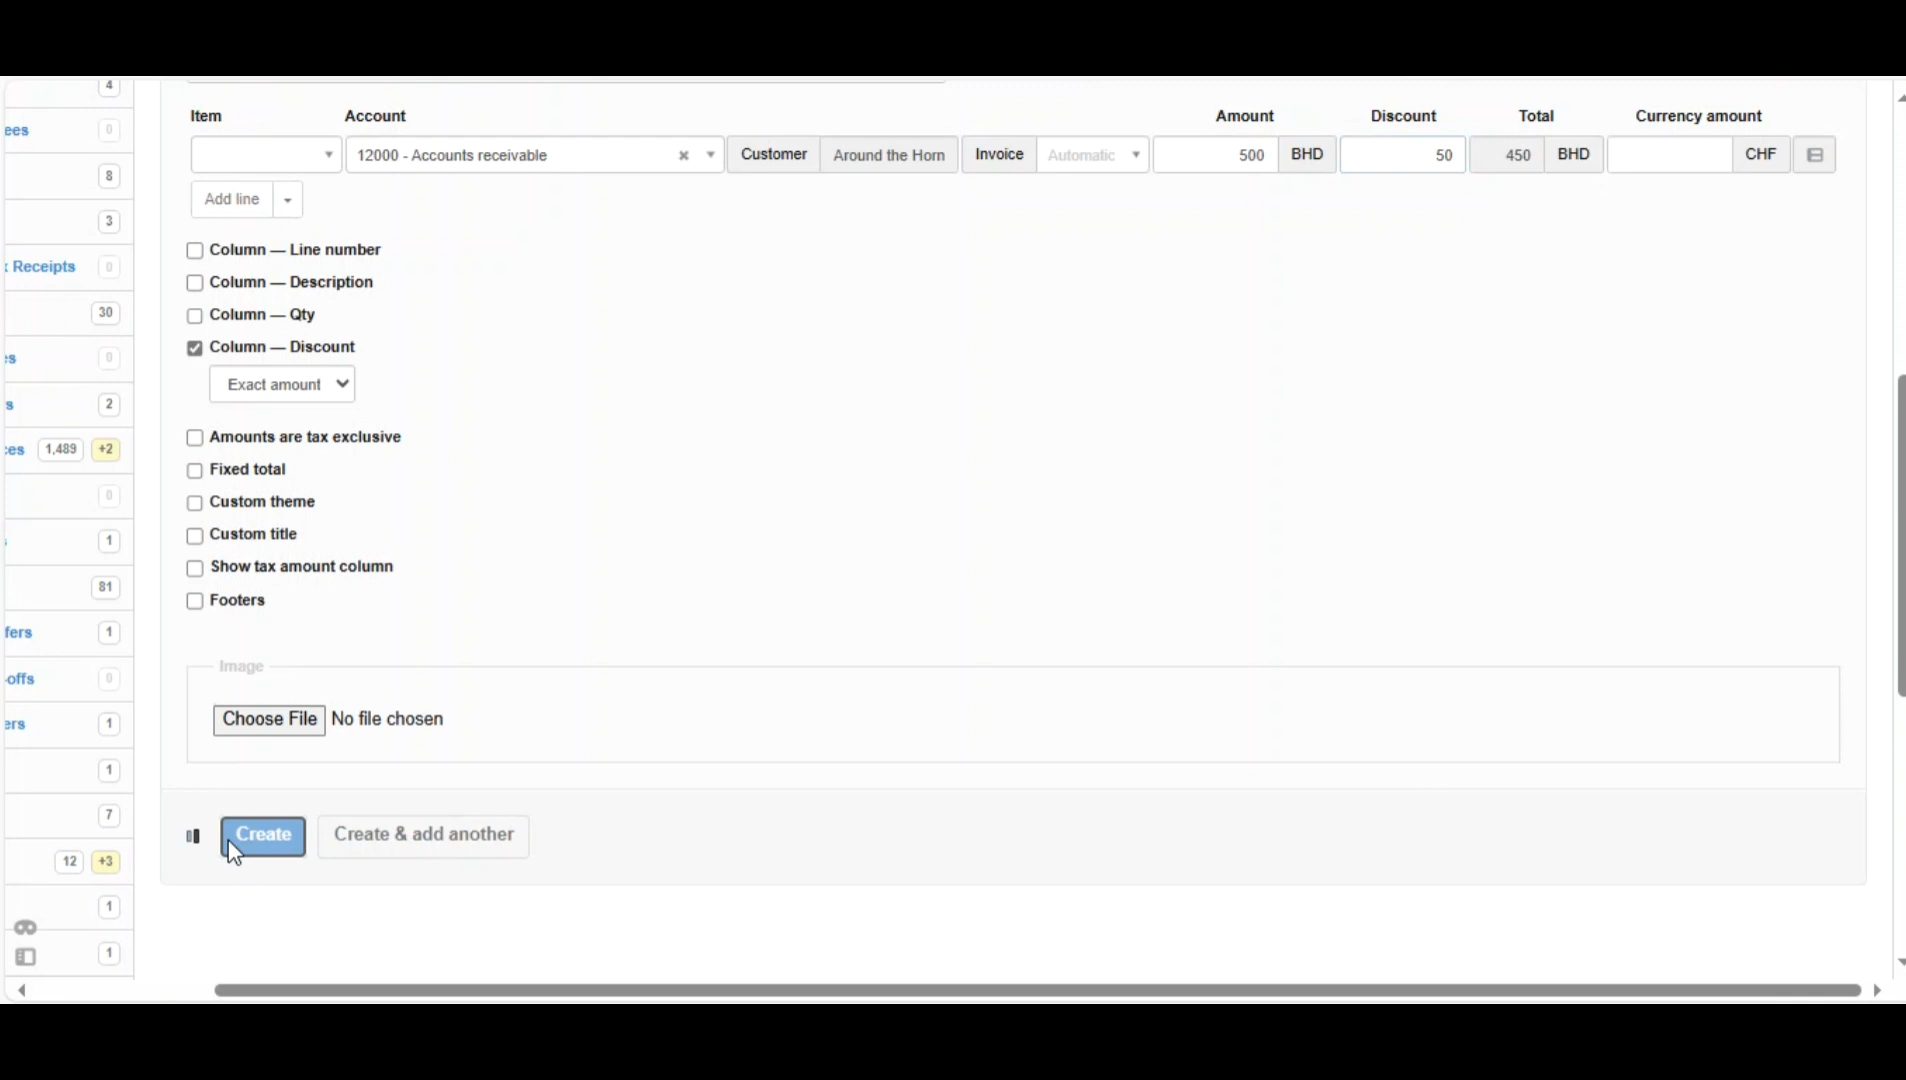 4
ees 0
8
3
x Receipts 0
30
es 0
rs 2
ces 1,489 +2
0
1
81
fers 1
-offs 0
ers 1
1
7
12 +3
1
1
Item Account Amount Discount Total Currency amount
12000 - Accounts receivable × Customer Around the Horn Invoice Automatic 500 BHD 50 450 BHD CHF
Add line
Column — Line number
Column — Description
Column — Qty
Column — Discount
Exact amount
Amounts are tax exclusive
Fixed total
Custom theme
Custom title
Show tax amount column
Footers
Image
Choose File No file chosen
Create Create & add another